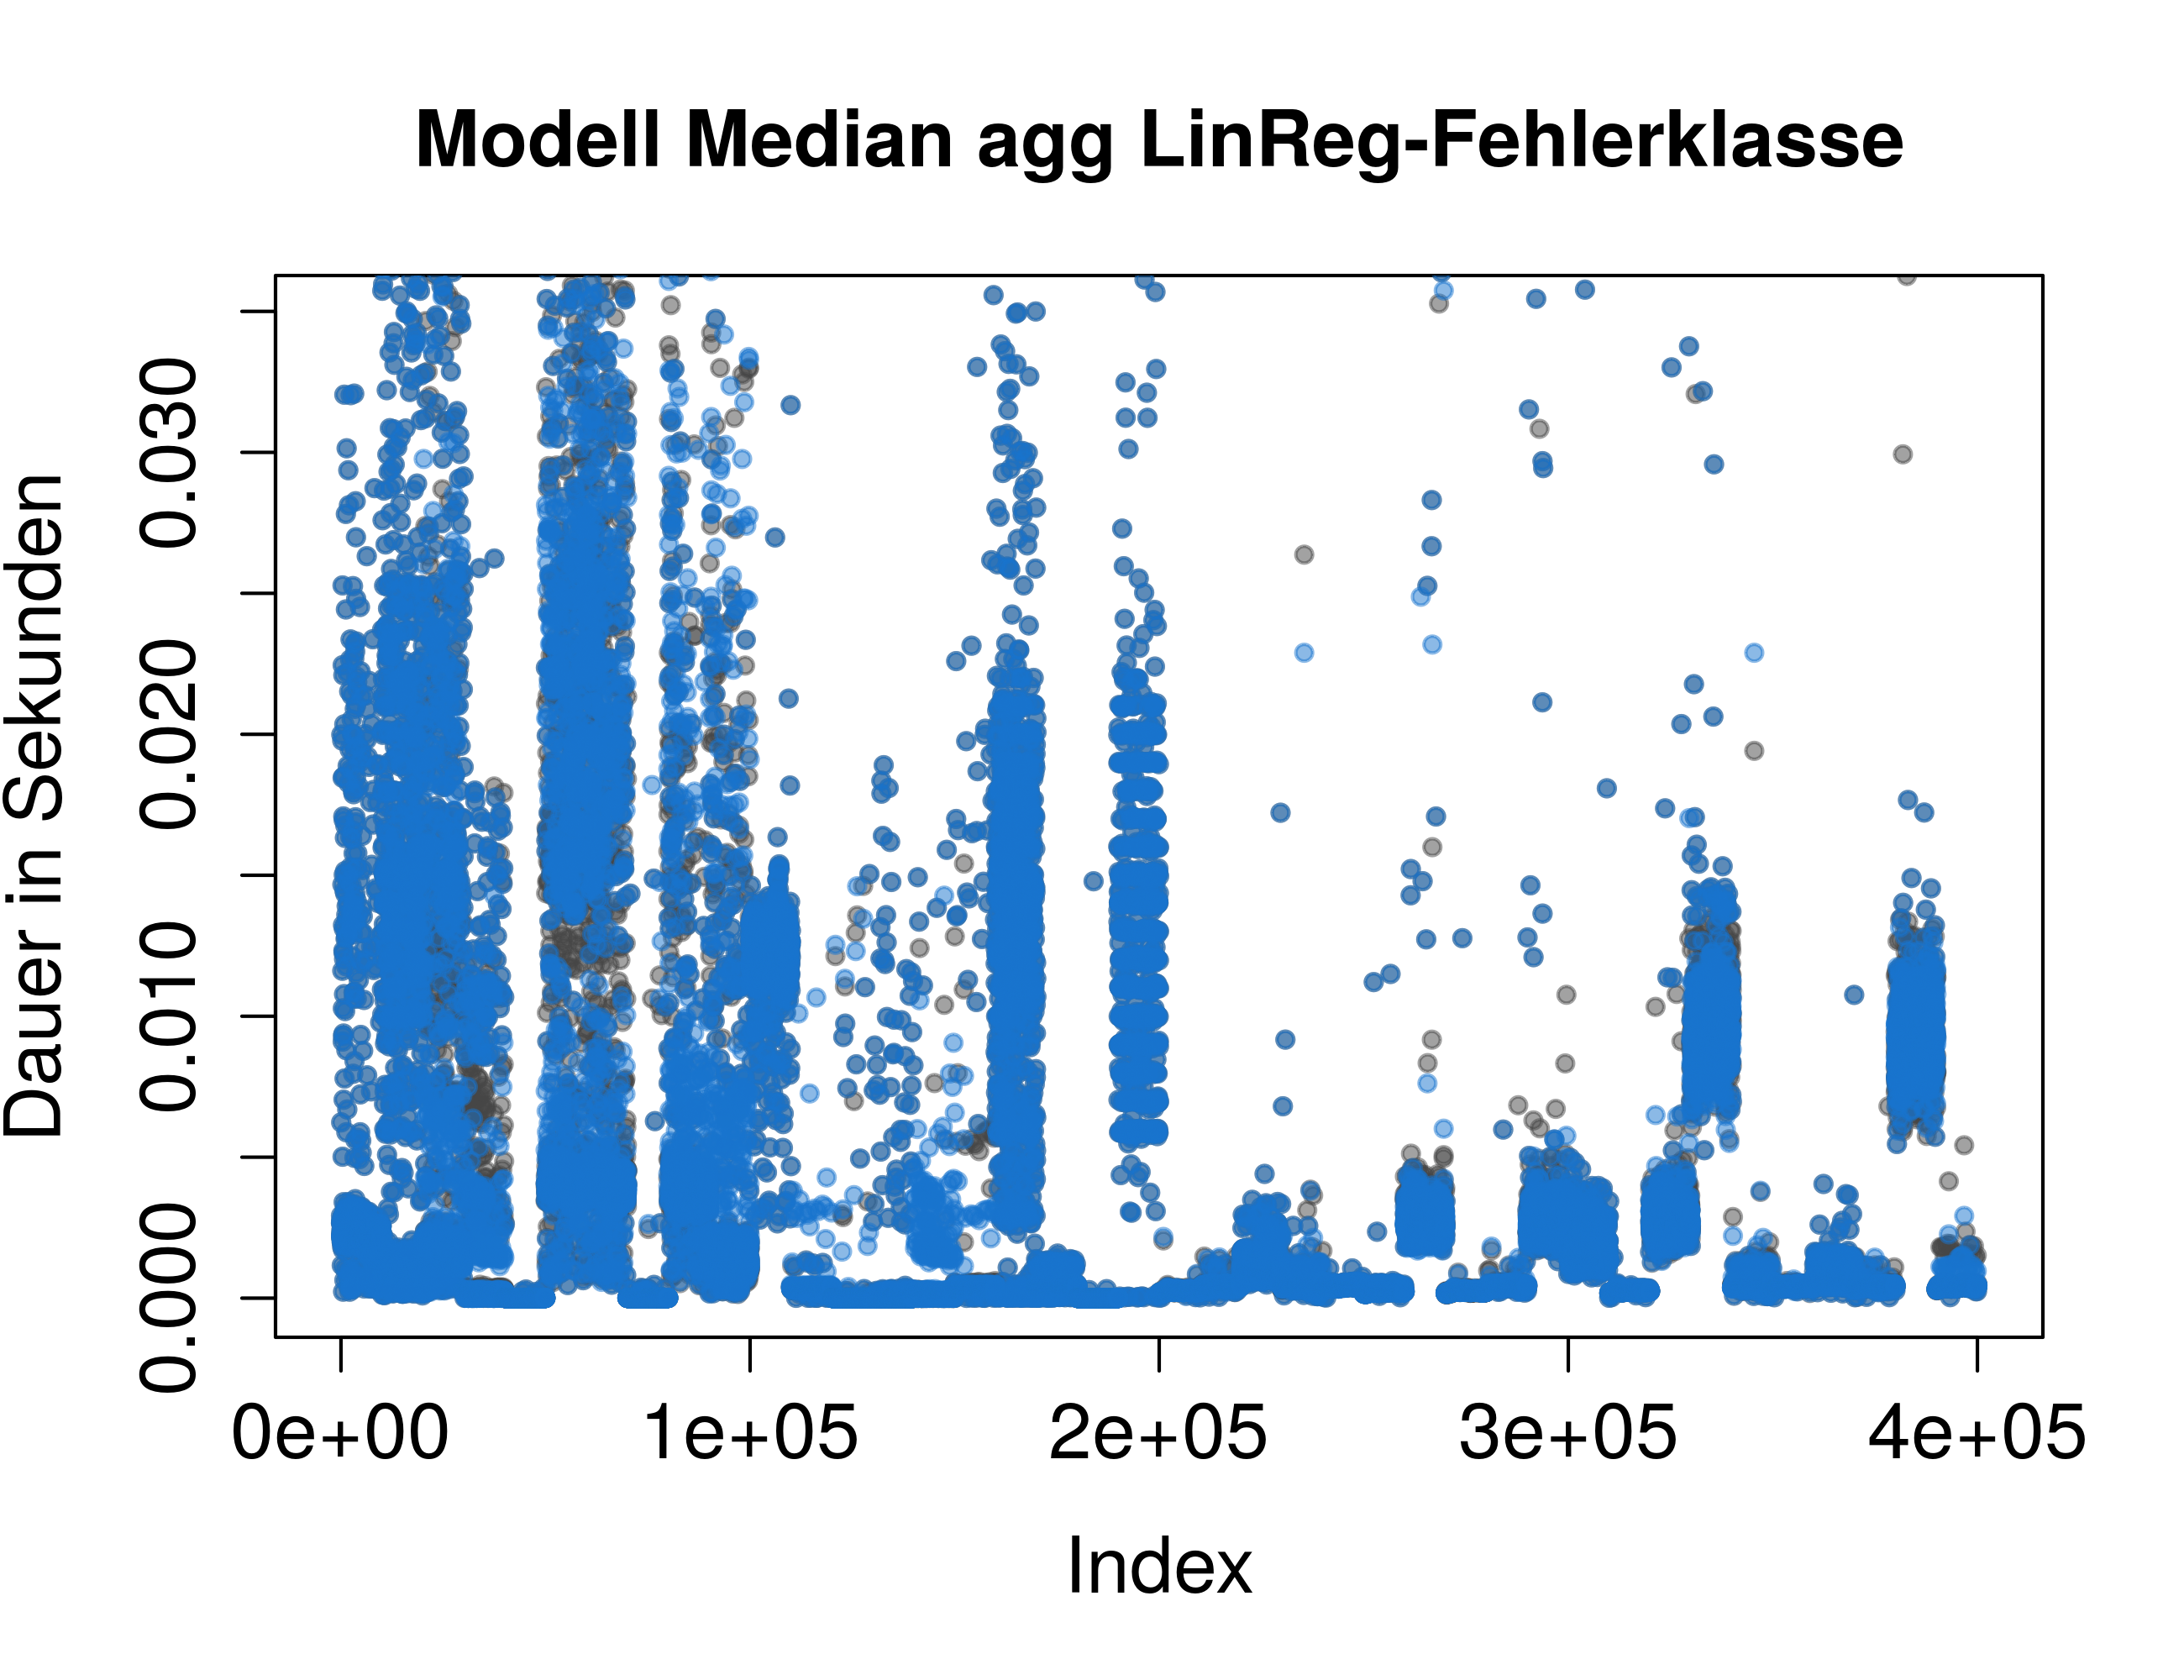 Modell Median agg LinReg-Fehlerklasse
Dauer in Sekunden
0.030
0.020
0.010
0.000
0e+00 1e+05 2e+05 3e+05 4e+05
Index